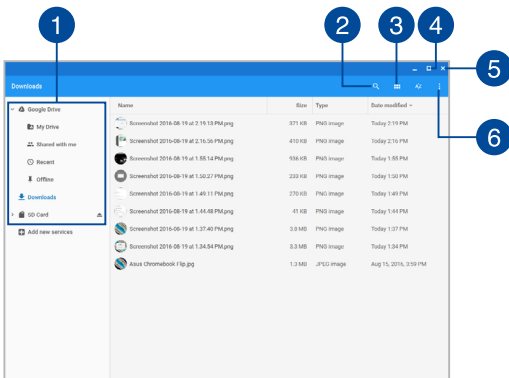 1 2 3 4
5
Downloads
6
Google Drive
My Drive
Shared with me
Recent
Offline
Downloads
SD Card
Add new services
Name Size Type Date modified
Screenshot 2016-08-19 at 2.19.13 PM.png 371 KB PNG image Today 2:19 PM
Screenshot 2016-08-19 at 2.16.56 PM.png 410 KB PNG image Today 2:16 PM
Screenshot 2016-08-19 at 1.55.14 PM.png 936 KB PNG image Today 1:55 PM
Screenshot 2016-08-19 at 1.50.27 PM.png 233 KB PNG image Today 1:50 PM
Screenshot 2016-08-19 at 1.49.11 PM.png 270 KB PNG image Today 1:49 PM
Screenshot 2016-08-19 at 1.44.48 PM.png 41 KB PNG image Today 1:44 PM
Screenshot 2016-08-19 at 1.37.40 PM.png 3.8 MB PNG image Today 1:37 PM
Screenshot 2016-08-19 at 1.34.54 PM.png 3.3 MB PNG image Today 1:34 PM
Asus Chromebook Flip.jpg 1.3 MB JPEG image Aug 15, 2016, 3:59 PM